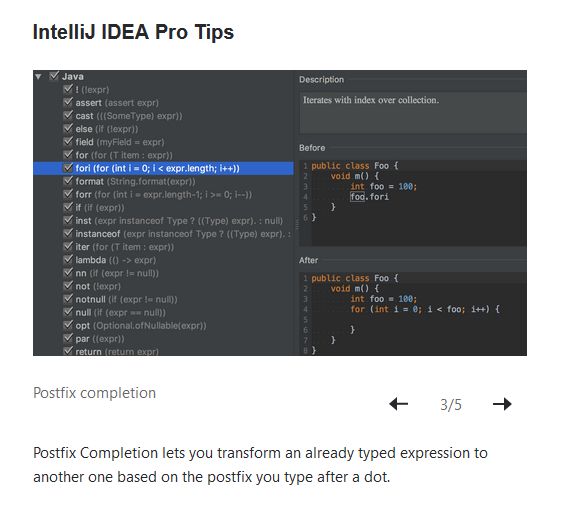 IntelliJ IDEA Pro Tips
Java
! (!expr)
assert (assert expr)
cast (((SomeType) expr))
else (if (!expr))
field (myField = expr)
for (for (T item : expr))
fori (for (int i = 0; i < expr.length; i++))
format (String.format(expr))
forr (for (int i = expr.length-1; i >= 0; i--))
if (if (expr))
inst (expr instanceof Type ? ((Type) expr). : null)
instanceof (expr instanceof Type ? ((Type) expr). :
iter (for (T item : expr))
lambda (() -> expr)
nn (if (expr != null))
not (!expr)
notnull (if (expr != null))
null (if (expr == null))
opt (Optional.ofNullable(expr))
par ((expr))
return (return expr)
Description
Iterates with index over collection.
Before
1 public class Foo {
2 void m() {
3 int foo = 100;
4 foo.fori
5 }
6 }
After
1 public class Foo {
2 void m() {
3 int foo = 100;
4 for (int i = 0; i < foo; i++) {
5
6 }
7 }
8 }
Postfix completion
3/5
Postfix Completion lets you transform an already typed expression to
another one based on the postfix you type after a dot.